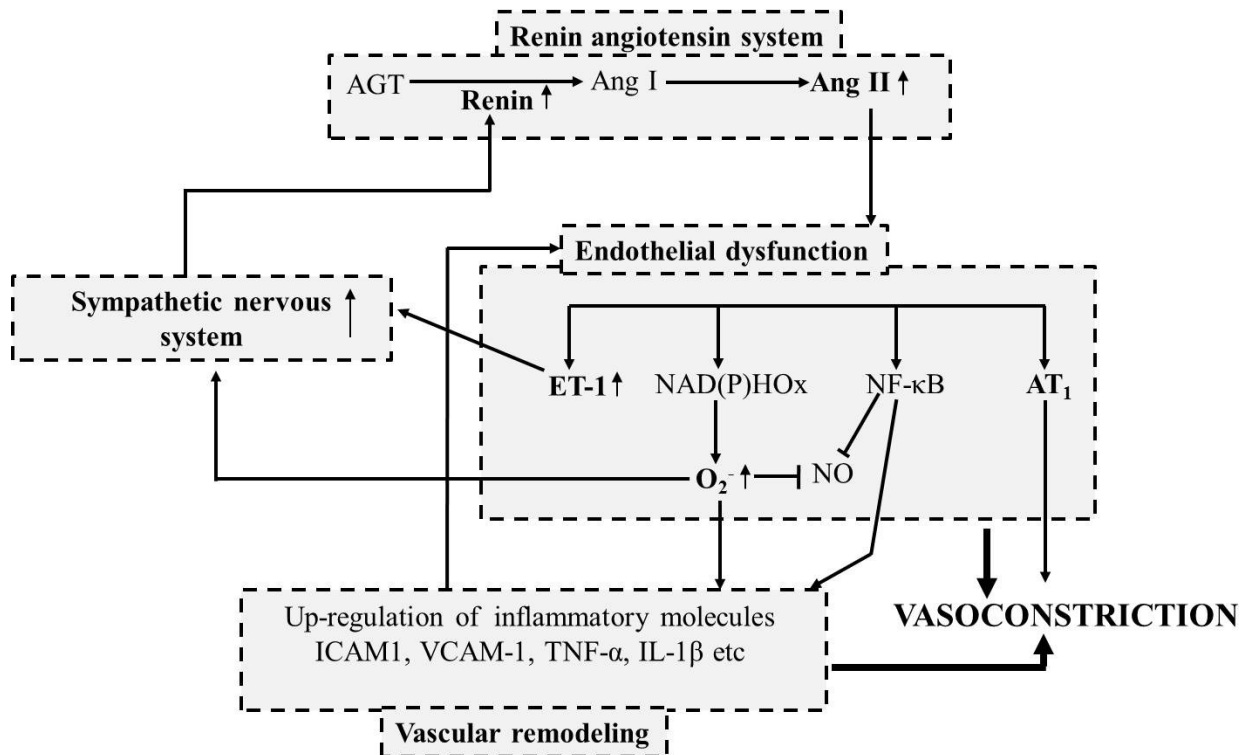 Renin angiotensin system
AGT
Renin
Ang I
Ang II
Endothelial dysfunction
Sympathetic nervous
system
ET-1
NAD(P)HOx
NF-κB
AT₁
O₂⁻
NO
Up-regulation of inflammatory molecules
ICAM1, VCAM-1, TNF-α, IL-1β etc
VASOCONSTRICTION
Vascular remodeling